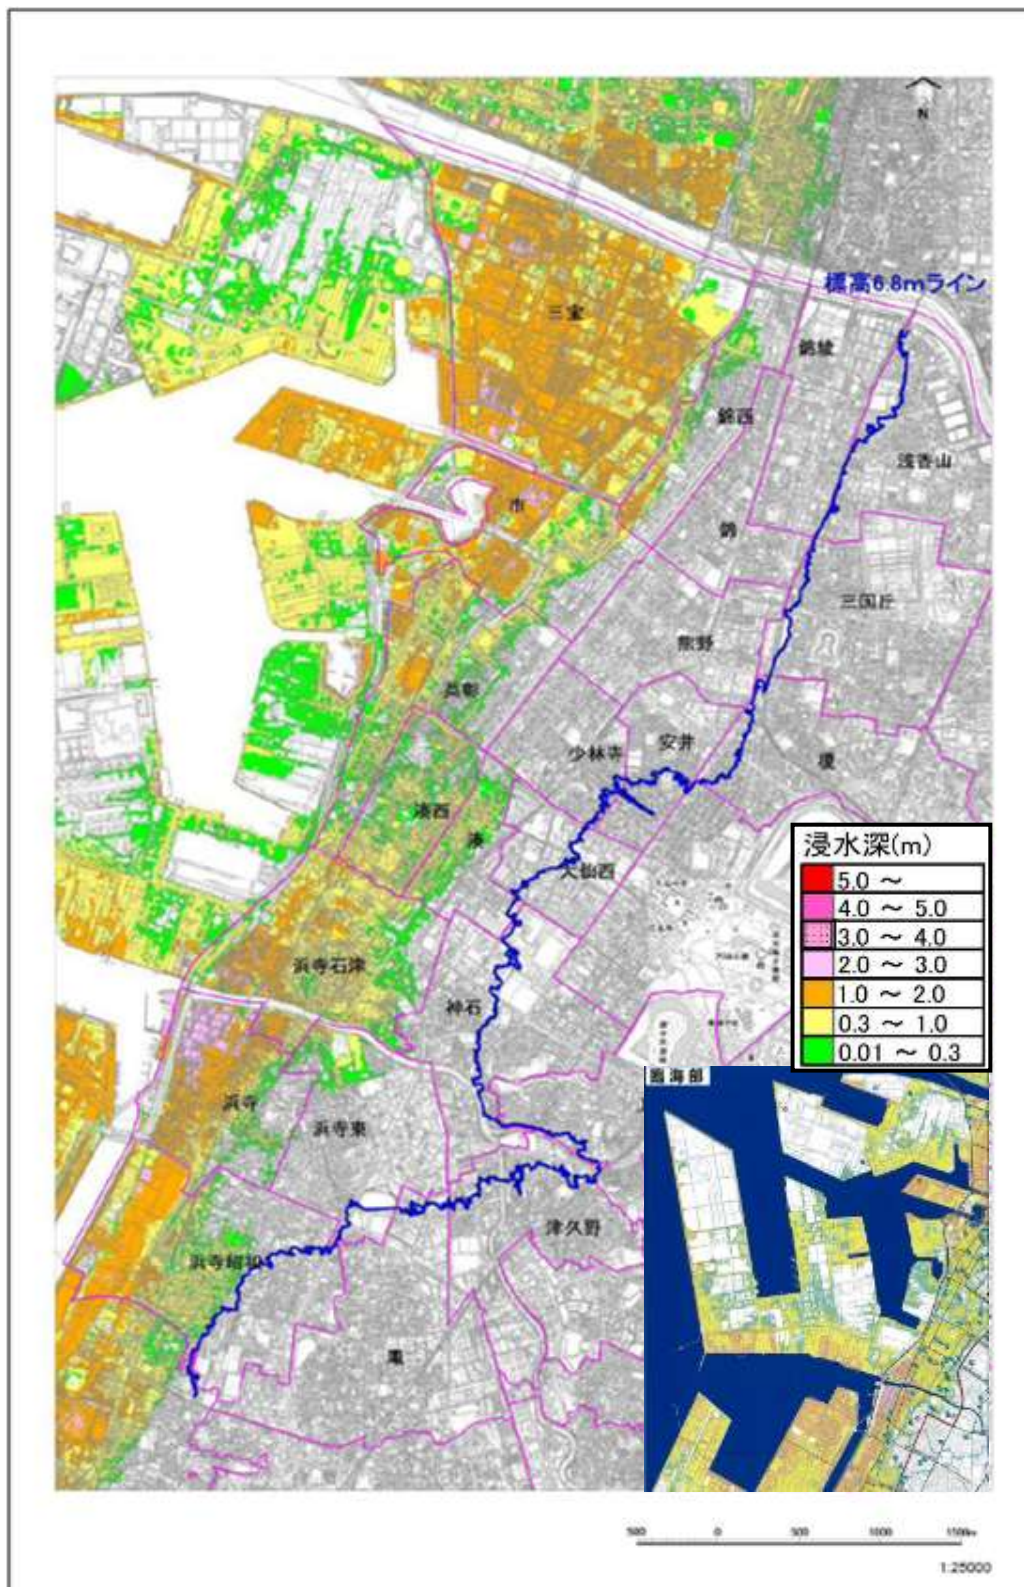 N
標高6.8mライン
三宝
錦綾
錦西
浅香山
市
錦
三国丘
熊野
英彰
少林寺
安井
榎
湊西
湊
大仙西
浸水深(m)
5.0 ～
4.0 ～ 5.0
3.0 ～ 4.0
2.0 ～ 3.0
1.0 ～ 2.0
0.3 ～ 1.0
0.01 ～ 0.3
浜寺石津
神石
臨海部
浜寺
浜寺東
津久野
浜寺昭和
鳳
500 0 500 1000 1500m
1:25000